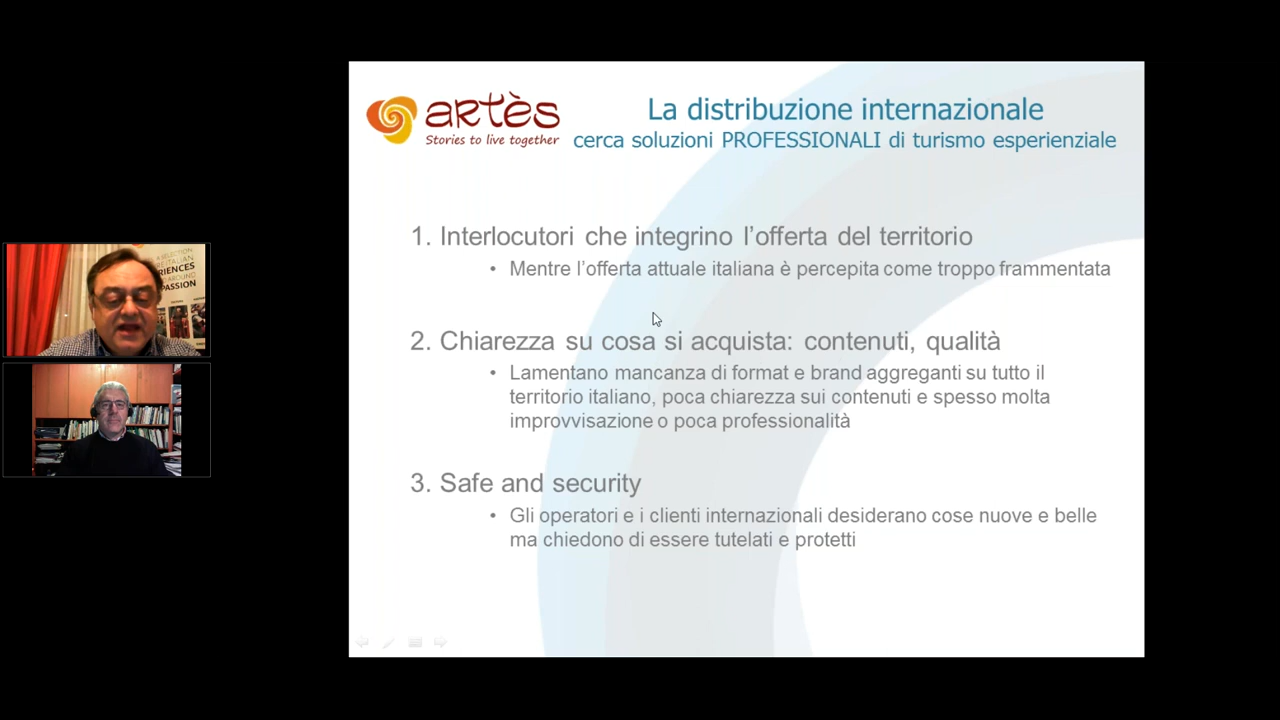 artès
Stories to live together
La distribuzione internazionale
cerca soluzioni PROFESSIONALI di turismo esperienziale
1. Interlocutori che integrino l’offerta del territorio
• Mentre l’offerta attuale italiana è percepita come troppo frammentata
2. Chiarezza su cosa si acquista: contenuti, qualità
• Lamentano mancanza di format e brand aggreganti su tutto il
territorio italiano, poca chiarezza sui contenuti e spesso molta
improvvisazione o poca professionalità
3. Safe and security
• Gli operatori e i clienti internazionali desiderano cose nuove e belle
ma chiedono di essere tutelati e protetti
A SELECTION
PASSION